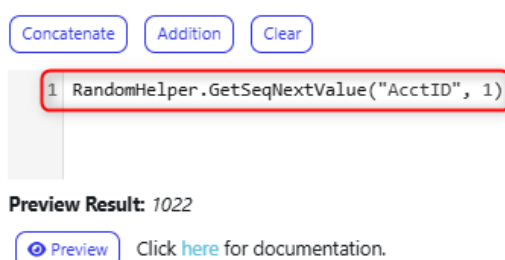 Concatenate Addition Clear
1 RandomHelper.GetSeqNextValue("AcctID", 1)
Preview Result: 1022
Preview Click here for documentation.